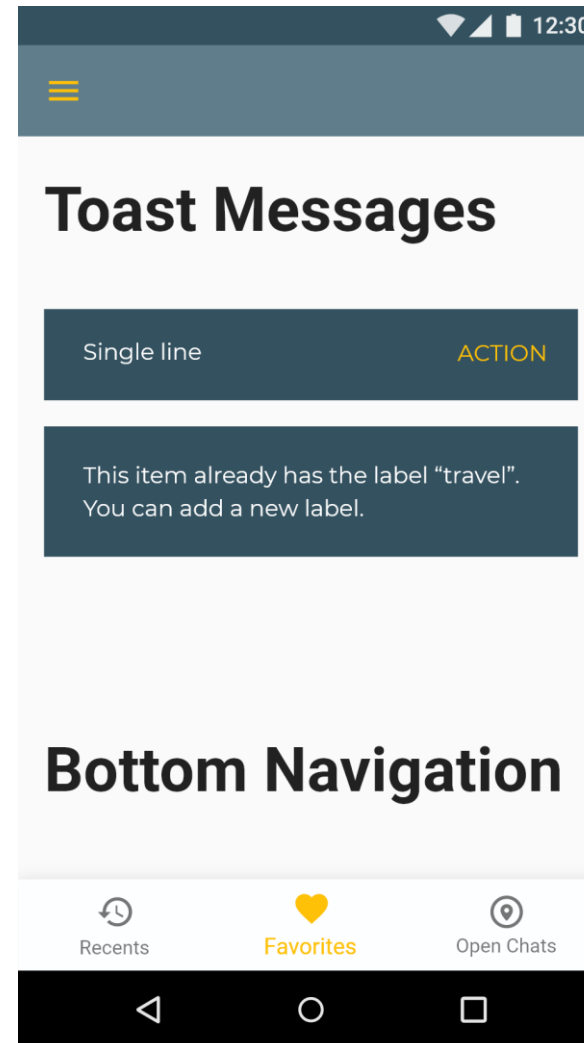 12:30
Toast Messages
Single line
ACTION
This item already has the label “travel”.
You can add a new label.
Bottom Navigation
Recents
Favorites
Open Chats